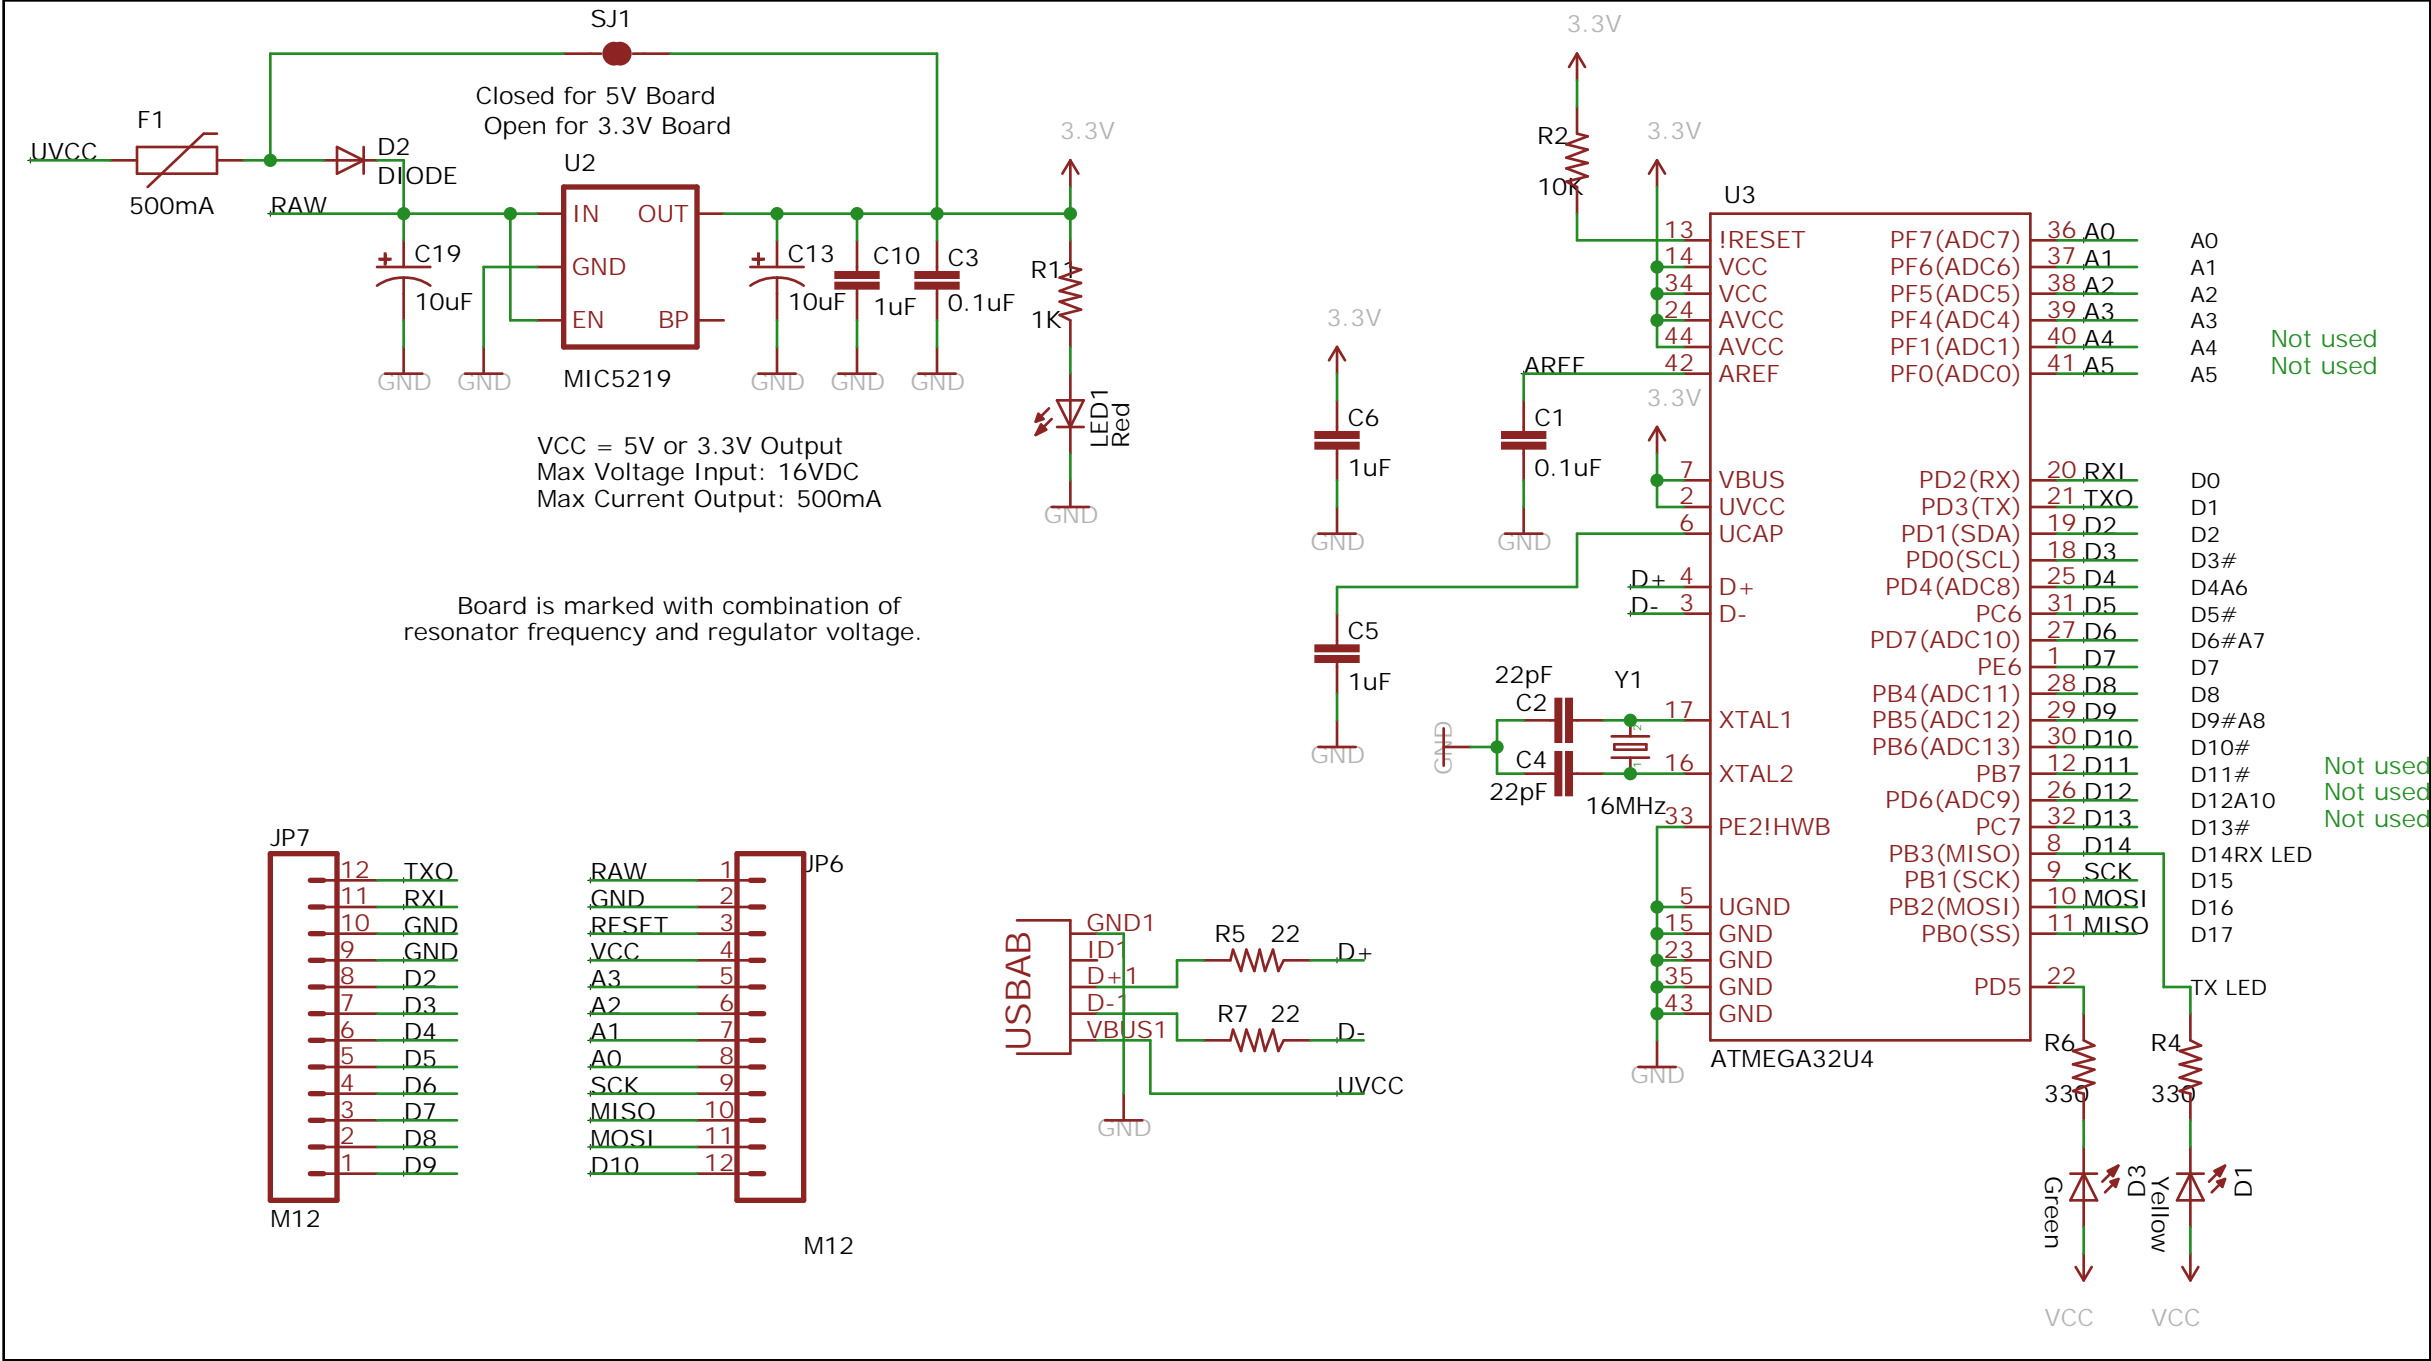 SJ1
Closed for 5V Board
Open for 3.3V Board
F1
UVCC
500mA
D2
DIODE
RAW
U2
IN
OUT
GND
EN
BP
MIC5219
C19
10uF
C13
10uF
C10
1uF
C3
0.1uF
3.3V
R11
1K
LED1
Red
GND
GND
GND
GND
GND
GND
VCC = 5V or 3.3V Output
Max Voltage Input: 16VDC
Max Current Output: 500mA
Board is marked with combination of
resonator frequency and regulator voltage.
3.3V
R2
10K
3.3V
3.3V
C6
1uF
GND
AREF
C1
0.1uF
GND
3.3V
C5
1uF
GND
D+
D-
22pF
C2
Y1
C4
22pF
16MHz
GND
2
1
U3
13 !RESET
14 VCC
34 VCC
24 AVCC
44 AVCC
42 AREF
7 VBUS
2 UVCC
6 UCAP
4 D+
3 D-
17 XTAL1
16 XTAL2
33 PE2!HWB
5 UGND
15 GND
23 GND
35 GND
43 GND
GND
ATMEGA32U4
PF7(ADC7) 36 A0 A0
PF6(ADC6) 37 A1 A1
PF5(ADC5) 38 A2 A2
PF4(ADC4) 39 A3 A3
PF1(ADC1) 40 A4 A4 Not used
PF0(ADC0) 41 A5 A5 Not used
PD2(RX) 20 RXI D0
PD3(TX) 21 TXO D1
PD1(SDA) 19 D2 D2
PD0(SCL) 18 D3 D3#
PD4(ADC8) 25 D4 D4A6
PC6 31 D5 D5#
PD7(ADC10) 27 D6 D6#A7
PE6 1 D7 D7
PB4(ADC11) 28 D8 D8
PB5(ADC12) 29 D9 D9#A8
PB6(ADC13) 30 D10 D10#
PB7 12 D11 D11# Not used
PD6(ADC9) 26 D12 D12A10 Not used
PC7 32 D13 D13# Not used
PB3(MISO) 8 D14 D14RX LED
PB1(SCK) 9 SCK D15
PB2(MOSI) 10 MOSI D16
PB0(SS) 11 MISO D17
PD5 22 TX LED
R6
330
R4
330
D3
Green
D1
Yellow
VCC
VCC
JP7
12 TXO
11 RXI
10 GND
9 GND
8 D2
7 D3
6 D4
5 D5
4 D6
3 D7
2 D8
1 D9
M12
JP6
RAW 1
GND 2
RESET 3
VCC 4
A3 5
A2 6
A1 7
A0 8
SCK 9
MISO 10
MOSI 11
D10 12
M12
USBAB
GND1
ID1
D+1
D-1
VBUS1
R5 22 D+
R7 22 D-
UVCC
GND